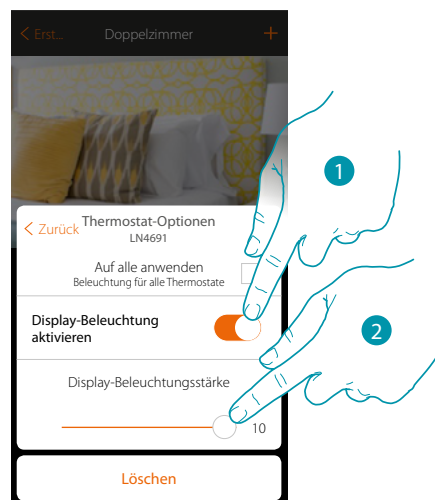 < Erst... Doppelzimmer +
< Zurück Thermostat-Optionen
LN4691
Auf alle anwenden
Beleuchtung für alle Thermostate
Display-Beleuchtung
aktivieren
Display-Beleuchtungsstärke
10
Löschen
1
2